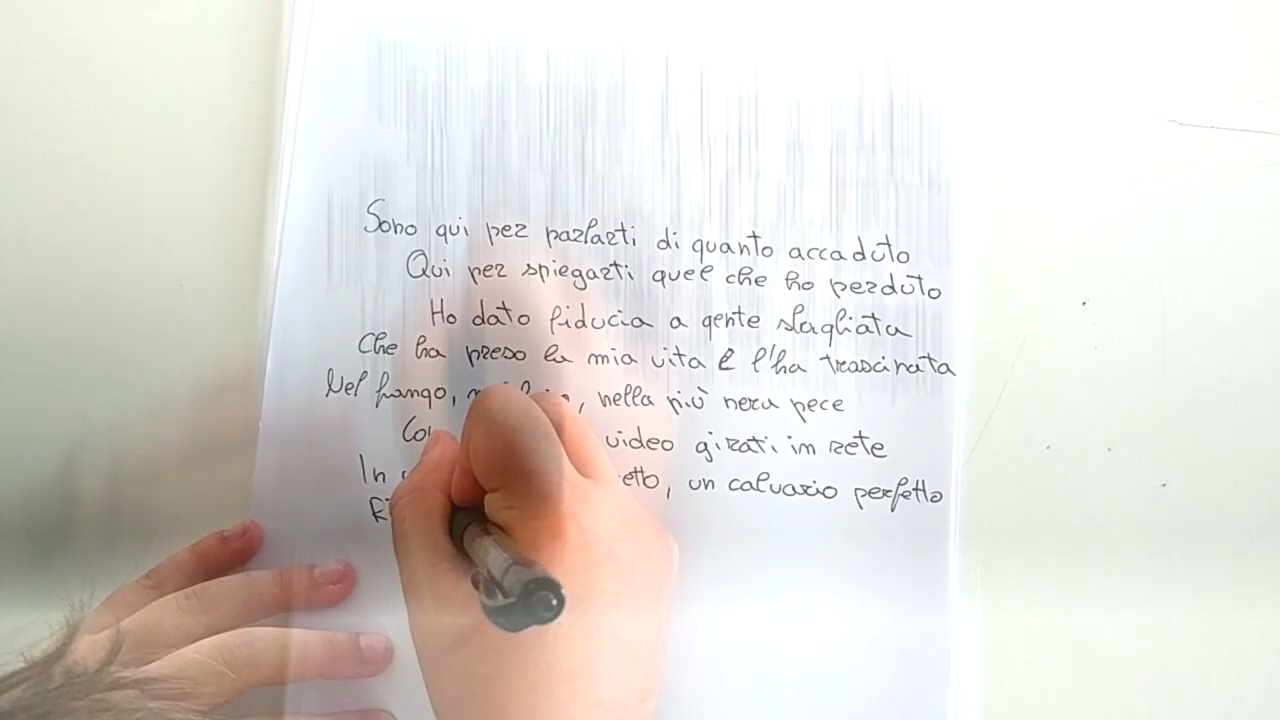 Sono qui per parlarti di quanto accaduto
Qui per spiegarti quel che ho perduto
Ho dato fiducia a gente sbagliata
Che ha preso la mia vita e l'ha trascinata
Nel fango, nella più nera pece
video girati in rete
In un calvario perfetto